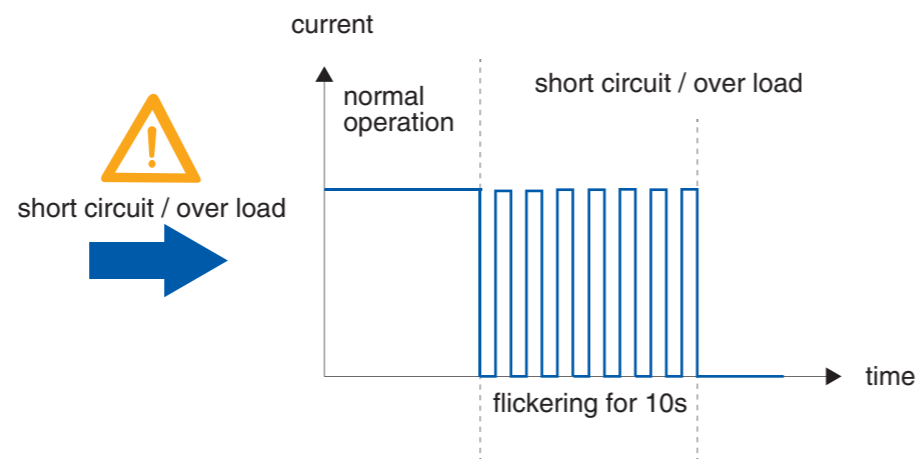 current
normal
operation
short circuit / over load
short circuit / over load
time
flickering for 10s